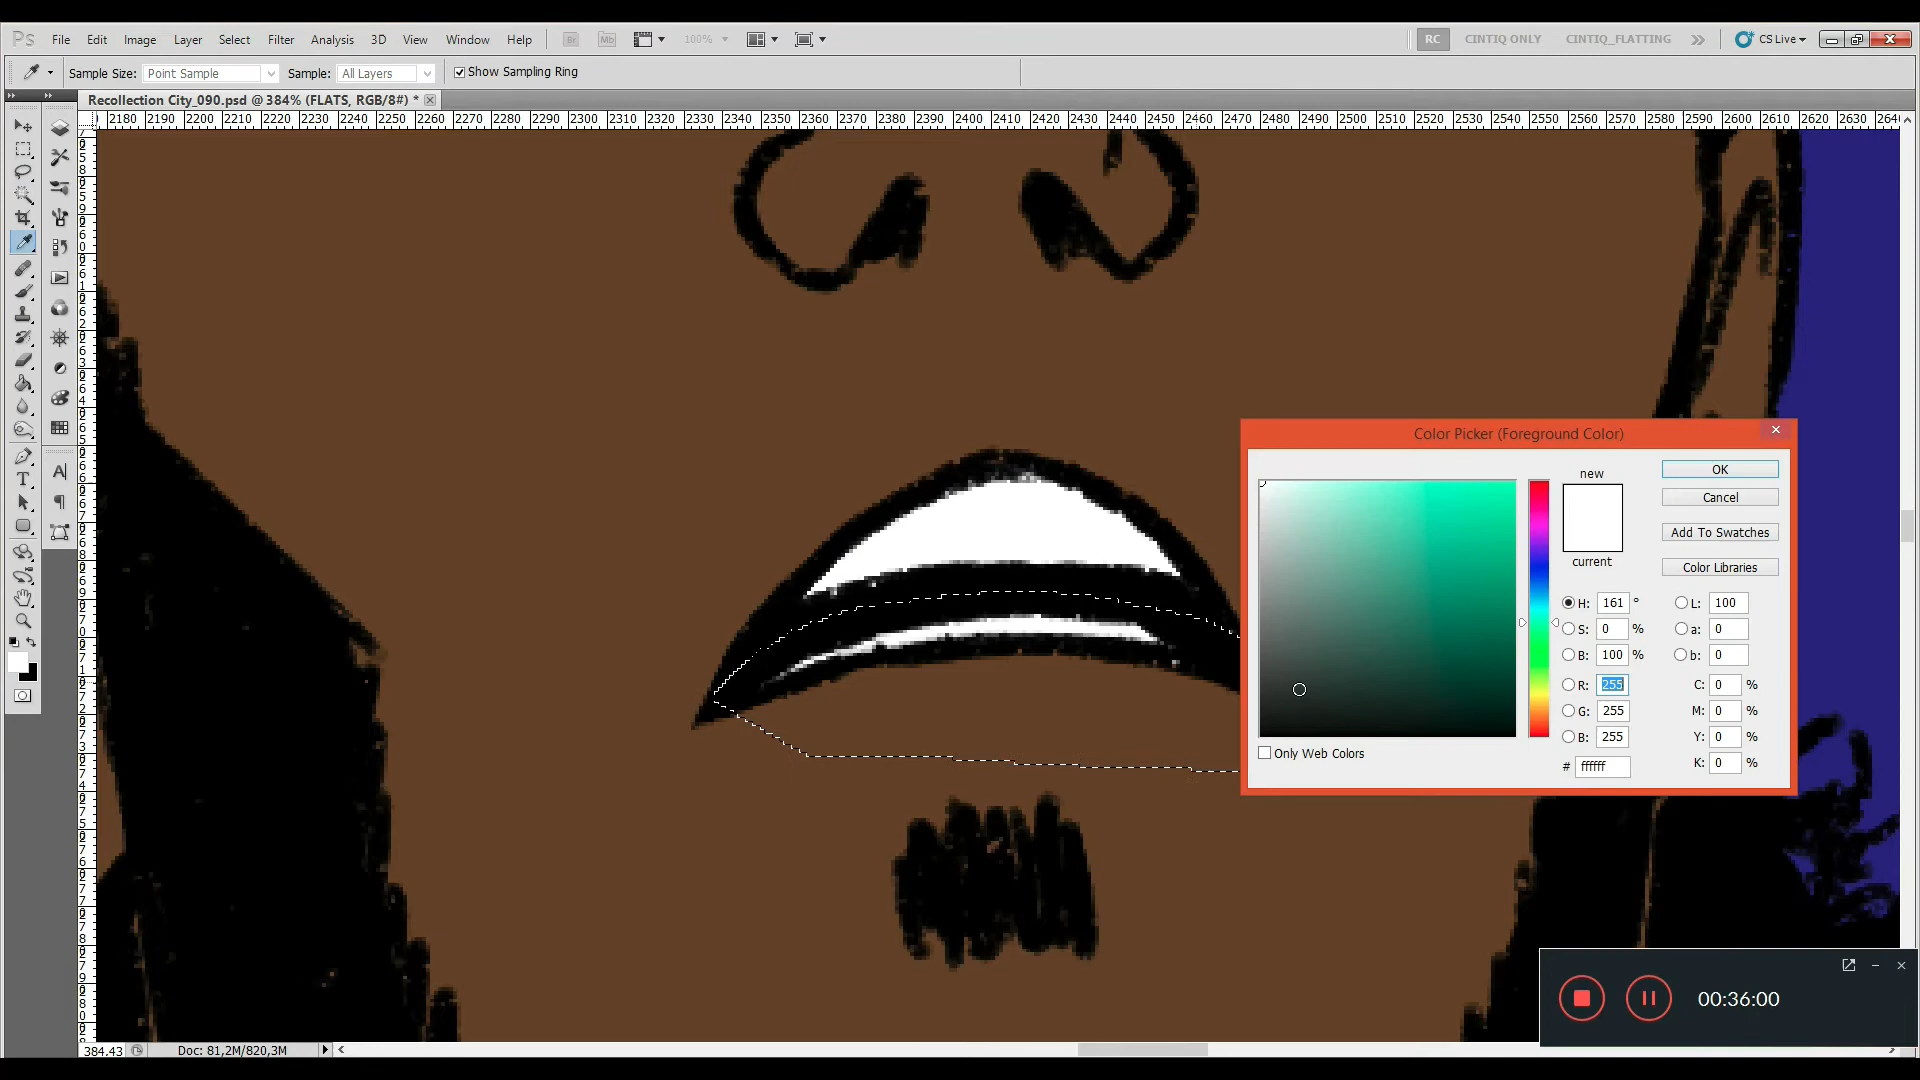 Ps File Edit Image Layer Select Filter Analysis 3D View Window Help Br Mb 100% RC CINTIQ ONLY CINTIQ_FLATTING CS Live
Sample Size: Point Sample Sample: All Layers Show Sampling Ring
Recollection City_090.psd @ 384% (FLATS, RGB/8#) *
2180 2190 2200 2210 2220 2230 2240 2250 2260 2270 2280 2290 2300 2310 2320 2330 2340 2350 2360 2370 2380 2390 2400 2410 2420 2430 2440 2450 2460 2470 2480 2490 2500 2510 2520 2530 2540 2550 2560 2570 2580 2590 2600 2610 2620 2630
Color Picker (Foreground Color)
new
OK
Cancel
Add To Swatches
current
Color Libraries
H: 161 ° L: 100
S: 0 % a: 0
B: 100 % b: 0
R: 255 C: 0 %
G: 255 M: 0 %
B: 255 Y: 0 %
# ffffff K: 0 %
Only Web Colors
00:36:00
384.43 Doc: 81,2M/820,3M